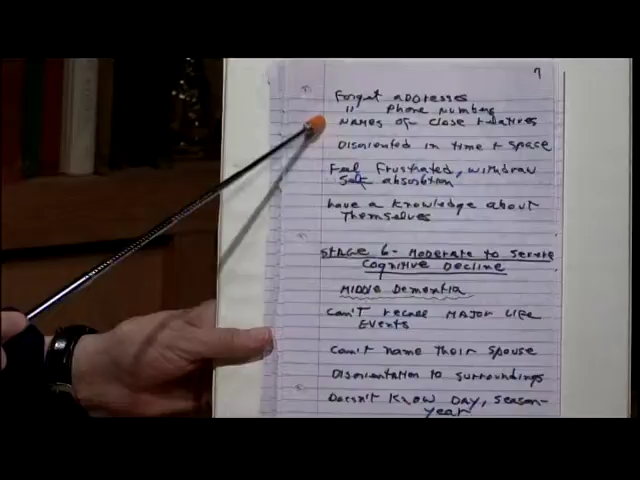 7
Forget addresses
" Phone numbers
Names of close relatives
Disoriented in time + space
Feel Frustrated, withdraw
Self absorbtion
have a knowledge about
Themselves
STAGE 6 - Moderate to Severe
Cognitive Decline
Middle Dementia
Can't recall MAJOR LIFE
Events
Can't name Their spouse
Disorientation to surroundings
Doesn't know DAY, season-
year